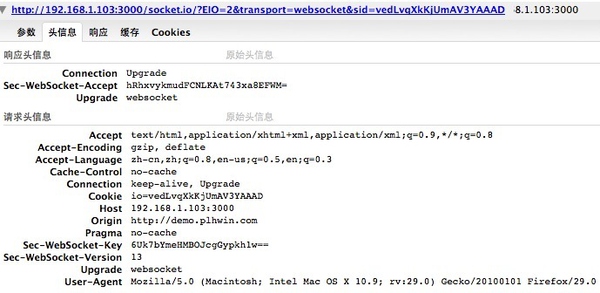 http://192.168.1.103:3000/socket.io/?EIO=2&transport=websocket&sid=vedLvqXkKjUmAV3YAAAD 8.1.103:3000
参数 头信息 响应 缓存 Cookies
响应头信息 原始头信息
Connection Upgrade
Sec-WebSocket-Accept hRhxvykmudFCNLKAt743xa8EFWM=
Upgrade websocket
请求头信息 原始头信息
Accept text/html,application/xhtml+xml,application/xml;q=0.9,*/*;q=0.8
Accept-Encoding gzip, deflate
Accept-Language zh-cn,zh;q=0.8,en-us;q=0.5,en;q=0.3
Cache-Control no-cache
Connection keep-alive, Upgrade
Cookie io=vedLvqXkKjUmAV3YAAAD
Host 192.168.1.103:3000
Origin http://demo.plhwin.com
Pragma no-cache
Sec-WebSocket-Key 6Uk7bYmeHMBOJcgGypkh1w==
Sec-WebSocket-Version 13
Upgrade websocket
User-Agent Mozilla/5.0 (Macintosh; Intel Mac OS X 10.9; rv:29.0) Gecko/20100101 Firefox/29.0